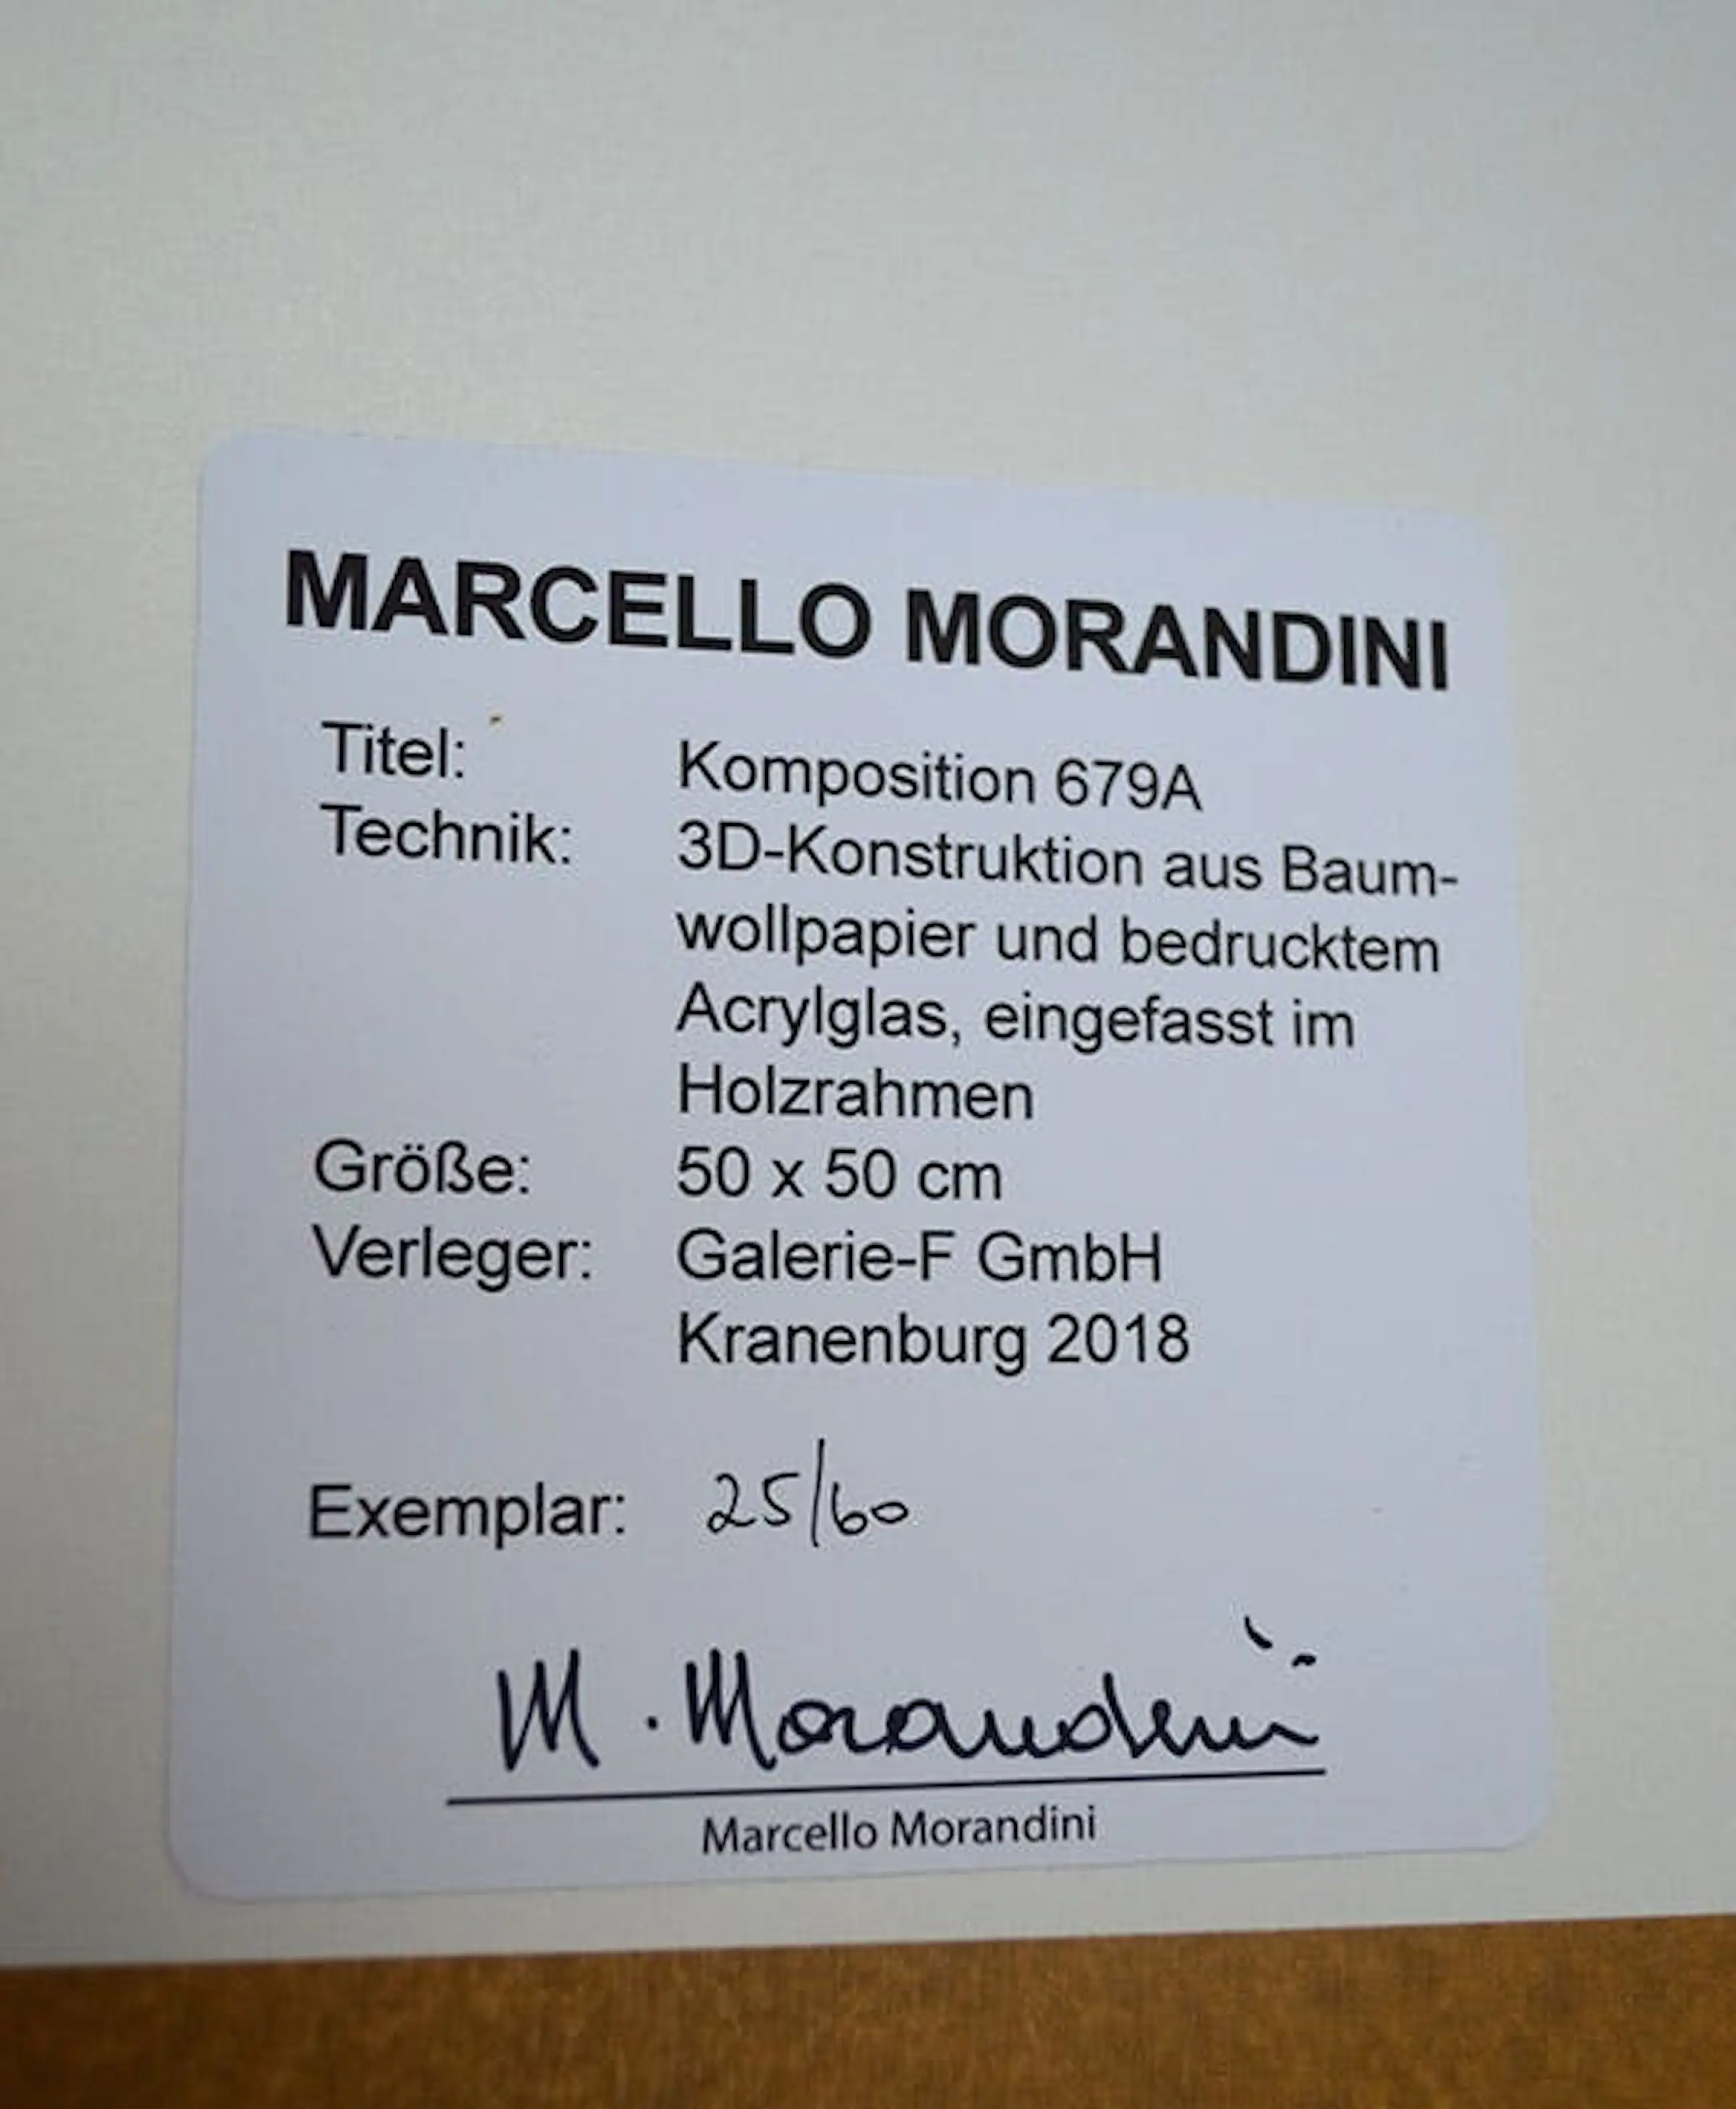 MARCELLO MORANDINI
Titel: Komposition 679A
Technik: 3D-Konstruktion aus Baum-
wollpapier und bedrucktem
Acrylglas, eingefasst im
Holzrahmen
Größe: 50 x 50 cm
Verleger: Galerie-F GmbH
Kranenburg 2018
Exemplar: 25/60
M. Morandini
Marcello Morandini